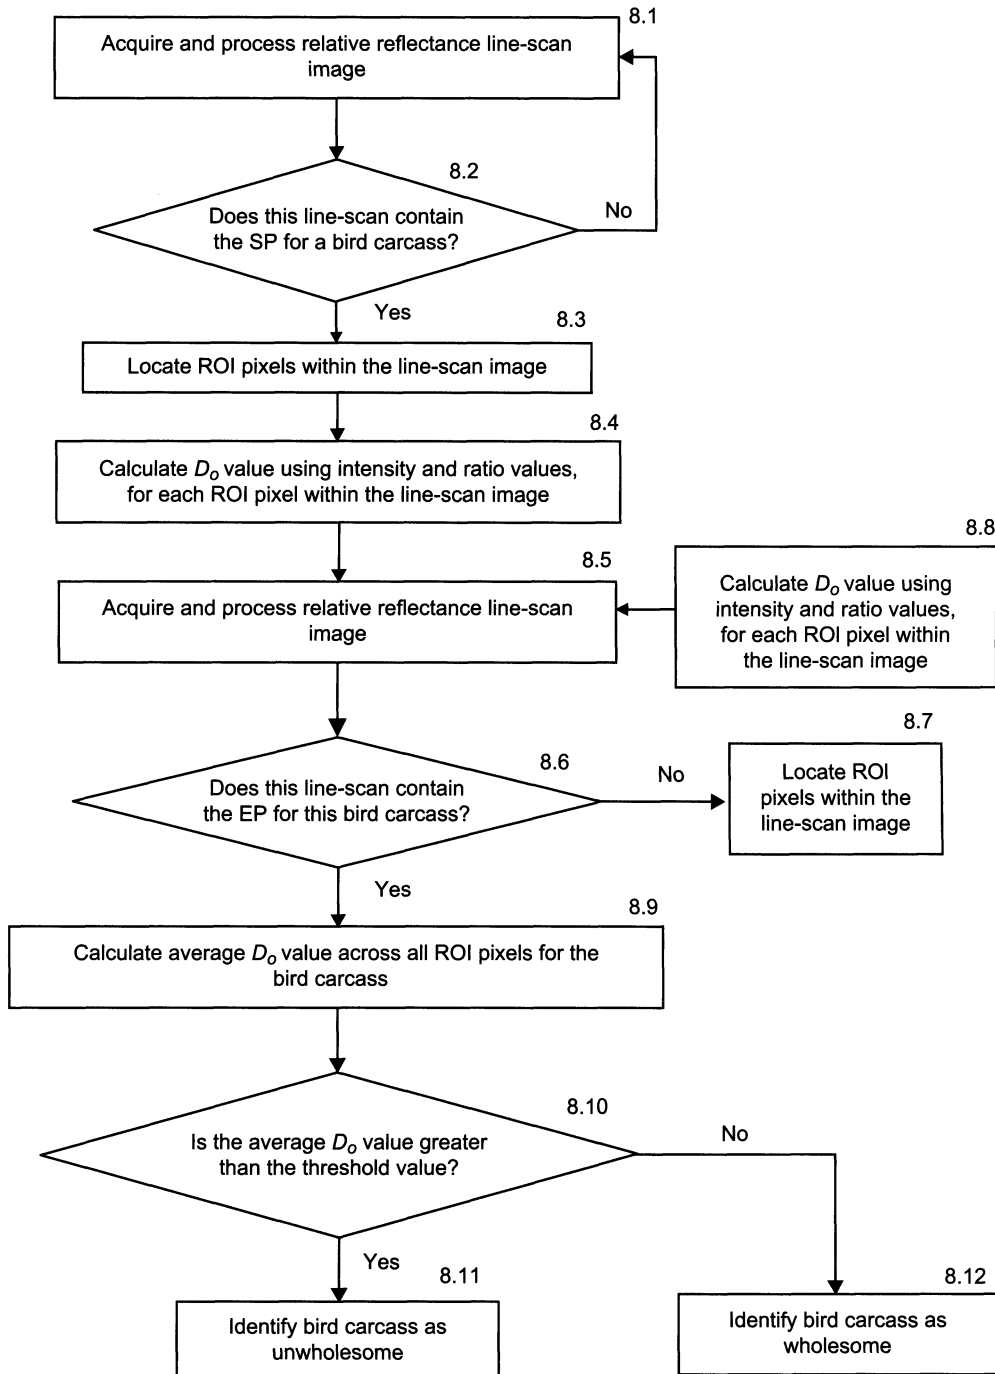 8.1
Acquire and process relative reflectance line-scan
image
8.2
Does this line-scan contain
the SP for a bird carcass?
No
Yes
8.3
Locate ROI pixels within the line-scan image
8.4
Calculate Do value using intensity and ratio values,
for each ROI pixel within the line-scan image
8.5
Acquire and process relative reflectance line-scan
image
8.8
Calculate Do value using
intensity and ratio values,
for each ROI pixel within
the line-scan image
8.6
Does this line-scan contain
the EP for this bird carcass?
No
8.7
Locate ROI
pixels within the
line-scan image
Yes
8.9
Calculate average Do value across all ROI pixels for the
bird carcass
8.10
Is the average Do value greater
than the threshold value?
No
Yes
8.11
Identify bird carcass as
unwholesome
8.12
Identify bird carcass as
wholesome